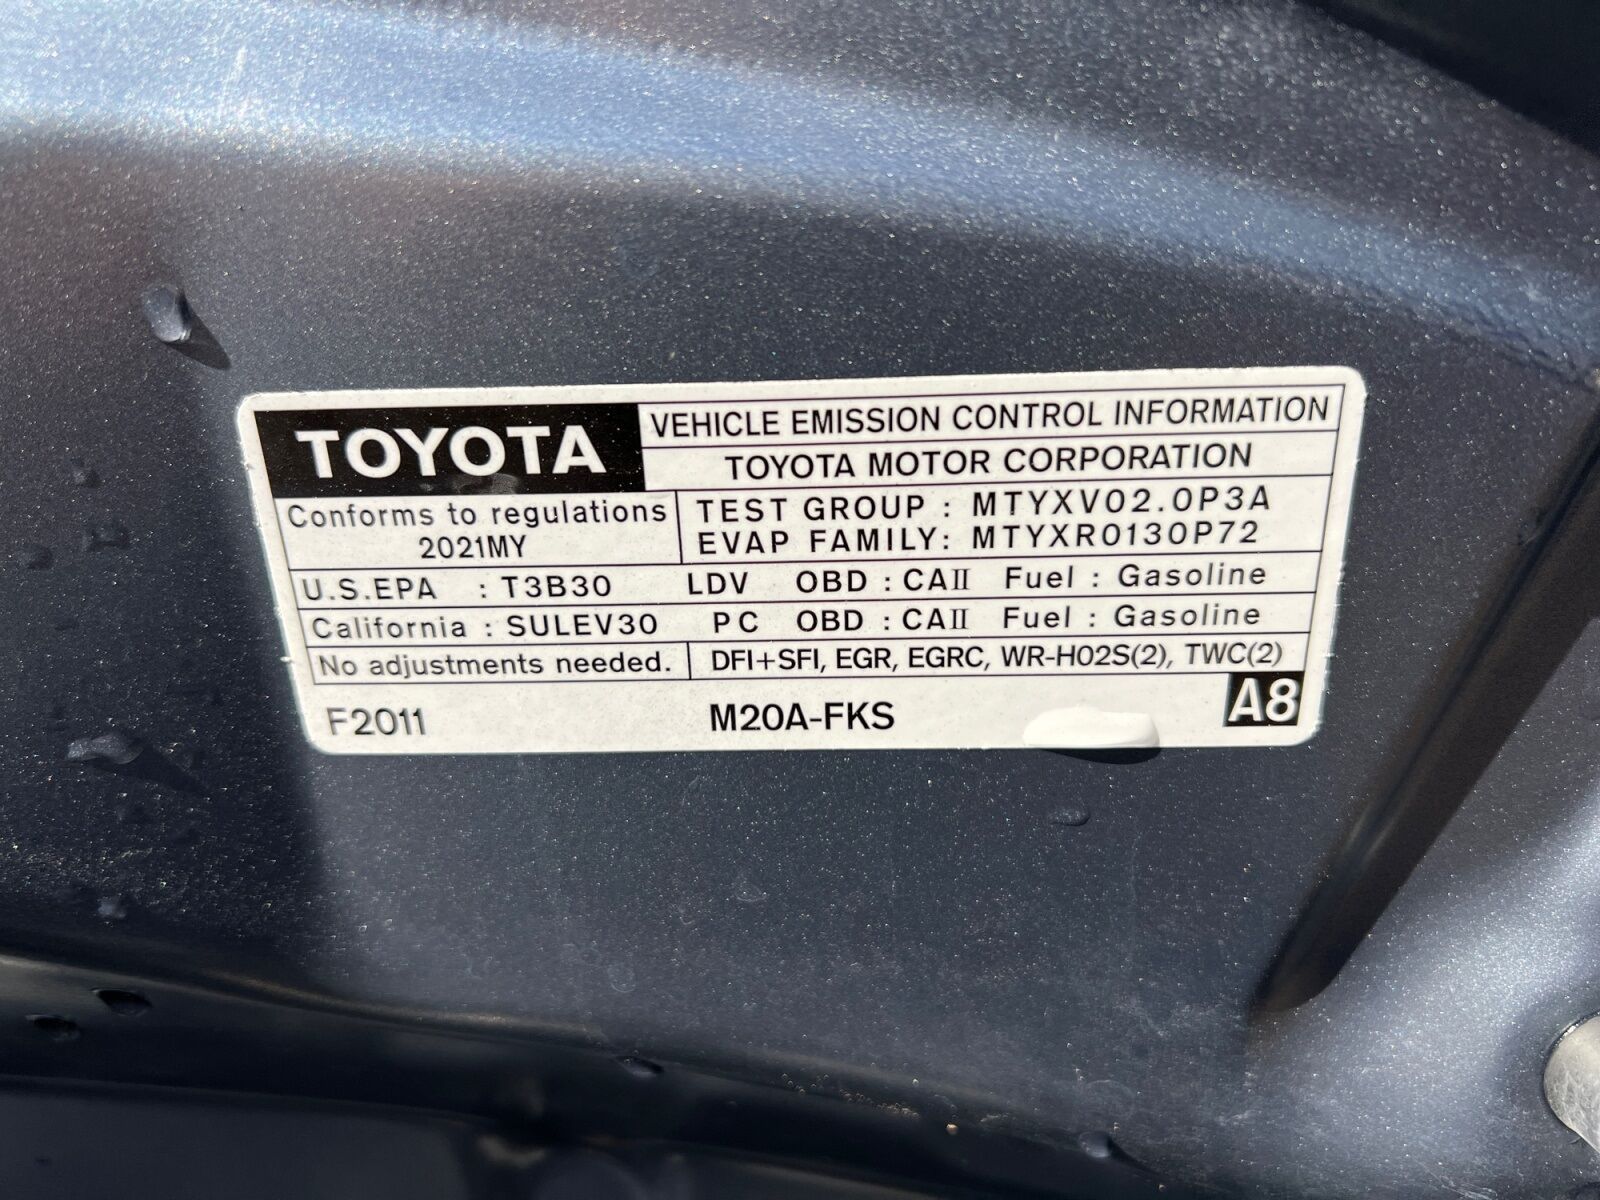 TOYOTA
VEHICLE EMISSION CONTROL INFORMATION
TOYOTA MOTOR CORPORATION
Conforms to regulations
2021MY
TEST GROUP : MTYXV02.0P3A
EVAP FAMILY: MTYXR0130P72
U.S.EPA : T3B30 LDV OBD : CAII Fuel : Gasoline
California : SULEV30 PC OBD : CAII Fuel : Gasoline
No adjustments needed. DFI+SFI, EGR, EGRC, WR-HO2S(2), TWC(2)
F2011 M20A-FKS A8